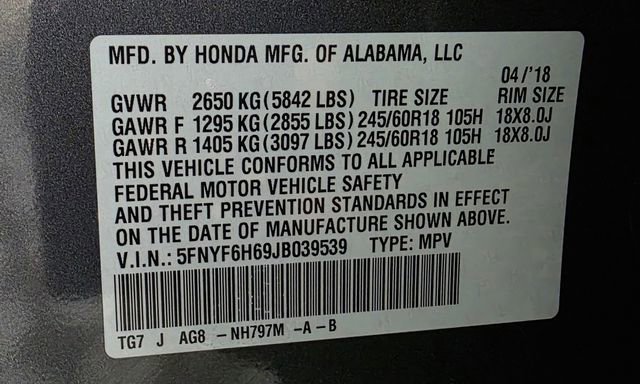 MFD. BY HONDA MFG. OF ALABAMA, LLC
04/'18
GVWR 2650 KG(5842 LBS) TIRE SIZE RIM SIZE
GAWR F 1295 KG(2855 LBS) 245/60R18 105H 18X8.0J
GAWR R 1405 KG(3097 LBS) 245/60R18 105H 18X8.0J
THIS VEHICLE CONFORMS TO ALL APPLICABLE
FEDERAL MOTOR VEHICLE SAFETY
AND THEFT PREVENTION STANDARDS IN EFFECT
ON THE DATE OF MANUFACTURE SHOWN ABOVE.
V.I.N.: 5FNYF6H69JB039539 TYPE: MPV
TG7 J AG8 -NH797M -A-B